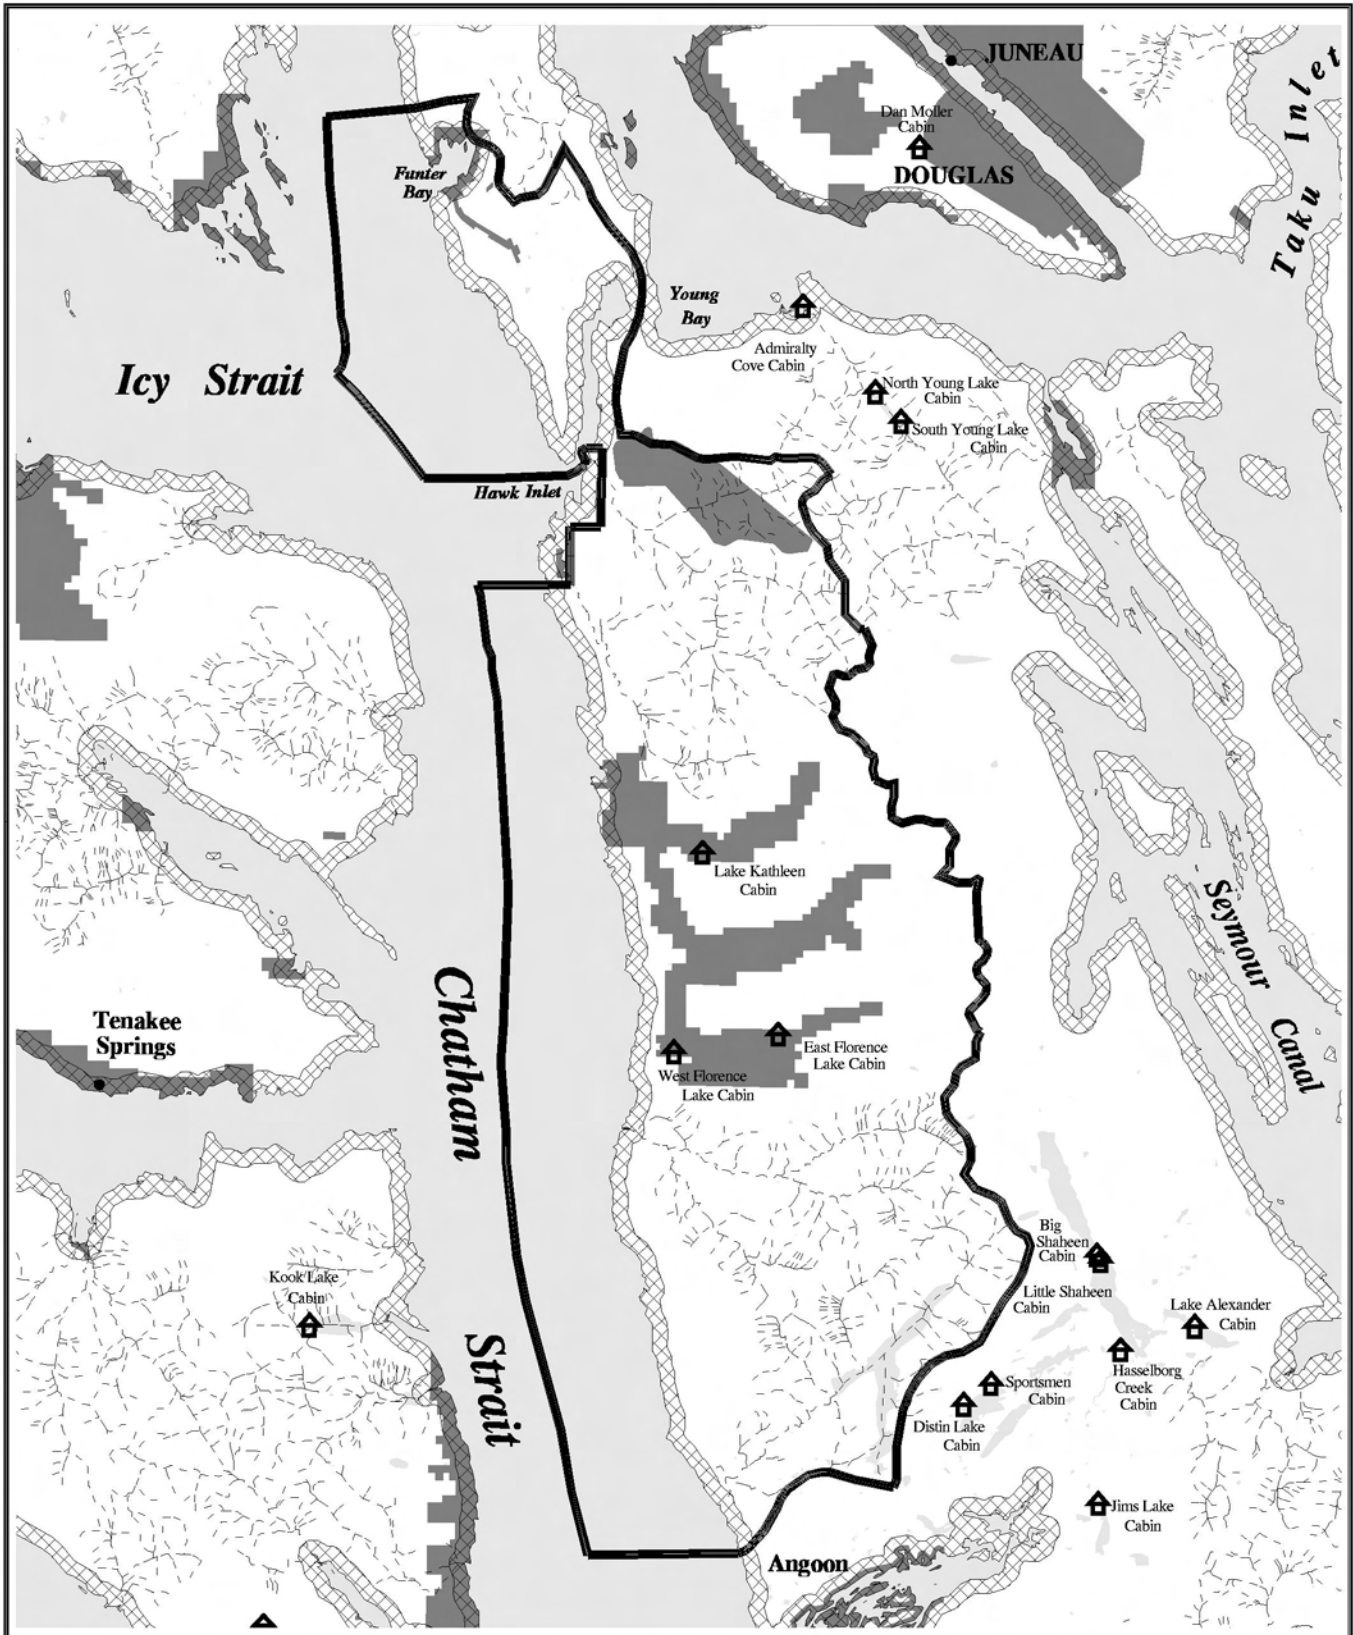 JUNEAU
Taku Inlet
Dan Moller
Cabin
DOUGLAS
Funter
Bay
Young
Bay
Admiralty
Cove Cabin
Icy Strait
North Young Lake
Cabin
South Young Lake
Cabin
Hawk Inlet
Lake Kathleen
Cabin
Seymour Canal
Chatham
Strait
Tenakee
Springs
East Florence
Lake Cabin
West Florence
Lake Cabin
Big
Shaheen
Cabin
Little Shaheen
Cabin
Kook Lake
Cabin
Lake Alexander
Cabin
Hasselborg
Creek
Cabin
Sportsmen
Cabin
Distin Lake
Cabin
Jims Lake
Cabin
Angoon